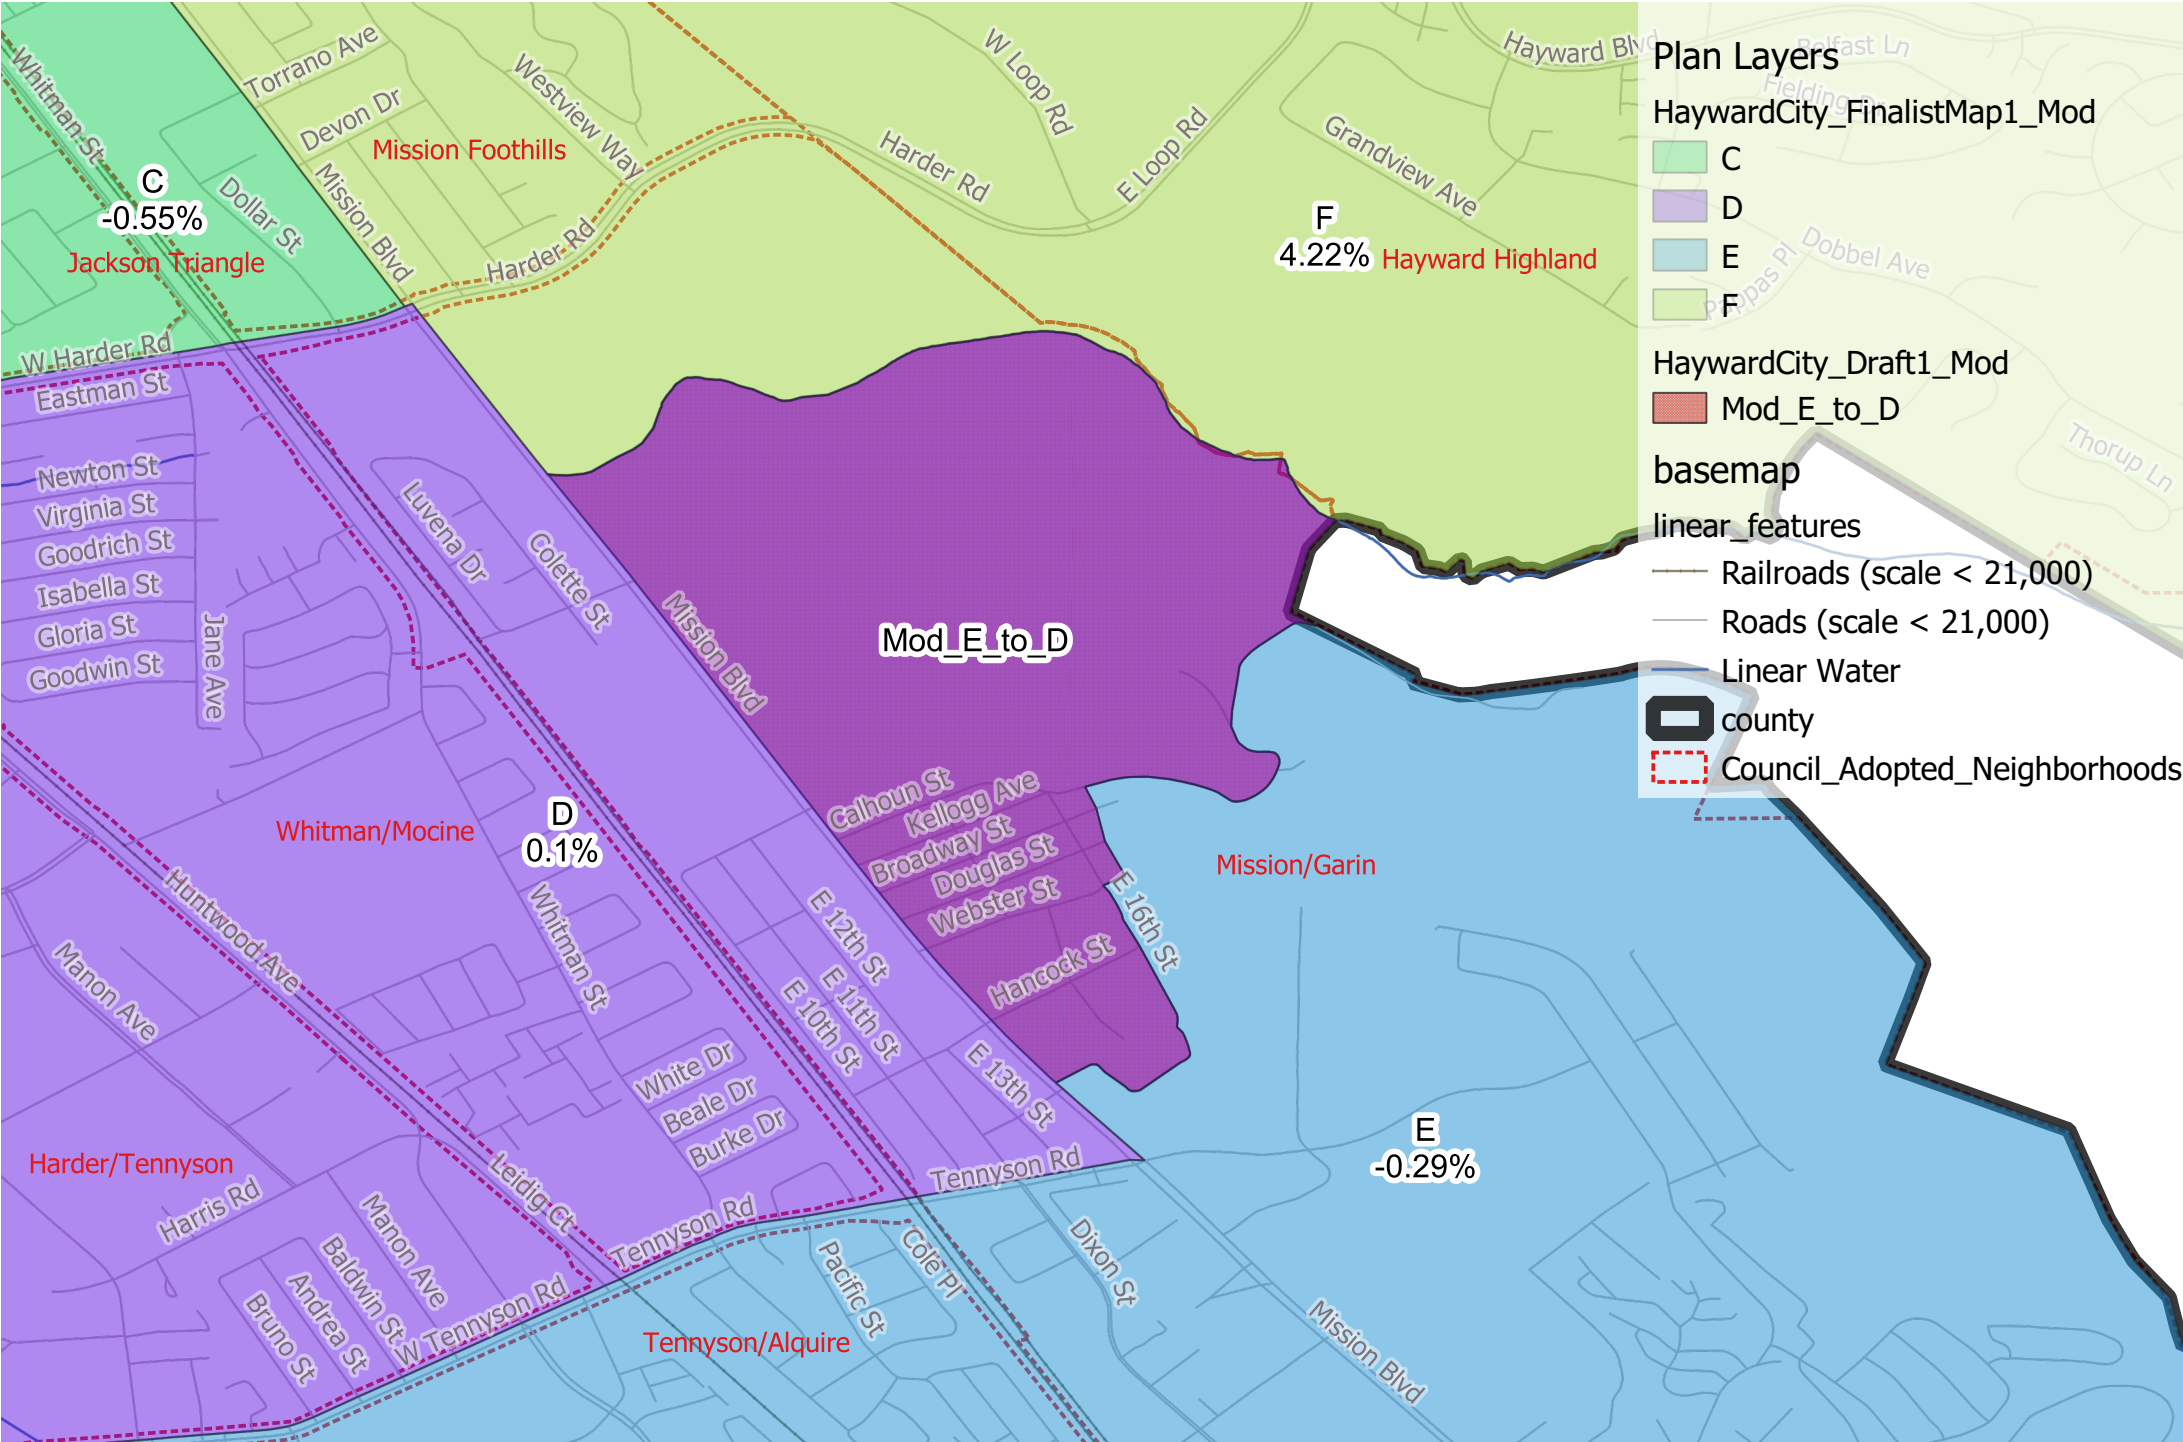 Whitman St
Torrano Ave
Devon Dr
Westview Way
Mission Foothills
W Loop Rd
E Loop Rd
Harder Rd
Hayward Blvd
Grandview Ave
C
-0.55%
Jackson Triangle
Dollar St
Mission Blvd
Harder Rd
F
4.22%
Hayward Highland
W Harder Rd
Eastman St
Newton St
Virginia St
Goodrich St
Isabella St
Gloria St
Goodwin St
Jane Ave
Luvena Dr
Colette St
Mission Blvd
Mod_E_to_D
Calhoun St
Kellogg Ave
Broadway St
Douglas St
Webster St
Hancock St
E 16th St
Mission/Garin
Whitman/Mocine
D
0.1%
Huntwood Ave
Manon Ave
Whitman St
E 12th St
E 11th St
E 10th St
E 13th St
White Dr
Beale Dr
Burke Dr
Harder/Tennyson
Harris Rd
Leidig Ct
Tennyson Rd
Tennyson Rd
W Tennyson Rd
Manon Ave
Baldwin St
Andrea St
Bruno St
Tennyson/Alquire
Pacific St
Cole Pl
Dixon St
Mission Blvd
E
-0.29%
Plan Layers
HaywardCity_FinalistMap1_Mod
C
D
E
F
HaywardCity_Draft1_Mod
Mod_E_to_D
basemap
linear_features
Railroads (scale < 21,000)
Roads (scale < 21,000)
Linear Water
county
Council_Adopted_Neighborhoods
Belfast Ln
Fielding Dr
Dobbel Ave
Pappas Pl
Thorup Ln